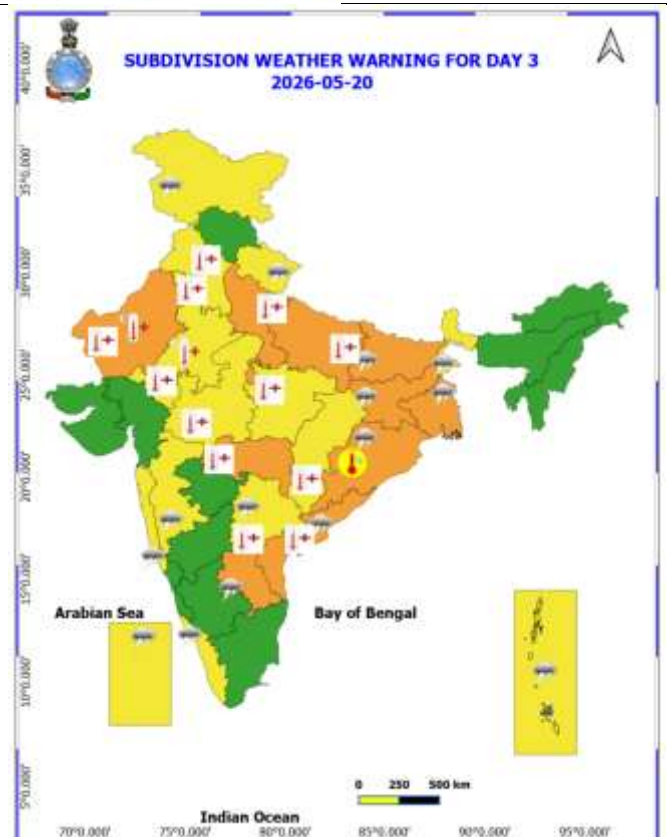 SUBDIVISION WEATHER WARNING FOR DAY 3
2026-05-20
40°0.000'
35°0.000'
30°0.000'
25°0.000'
20°0.000'
15°0.000'
10°0.000'
5°0.000'
Arabian Sea
Bay of Bengal
0 250 500 km
Indian Ocean
70°0.000' 75°0.000' 80°0.000' 85°0.000' 90°0.000' 95°0.000'